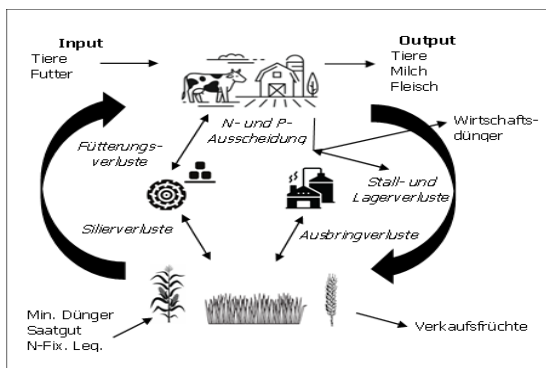 Input
Tiere
Futter
Output
Tiere
Milch
Fleisch
N- und P-
Ausscheidung
Wirtschafts-
dünger
Fütterungs-
verluste
Stall- und
Lagerverluste
Silierverluste
Ausbringverluste
Min. Dünger
Saatgut
N-Fix. Leg.
Verkaufsfrüchte